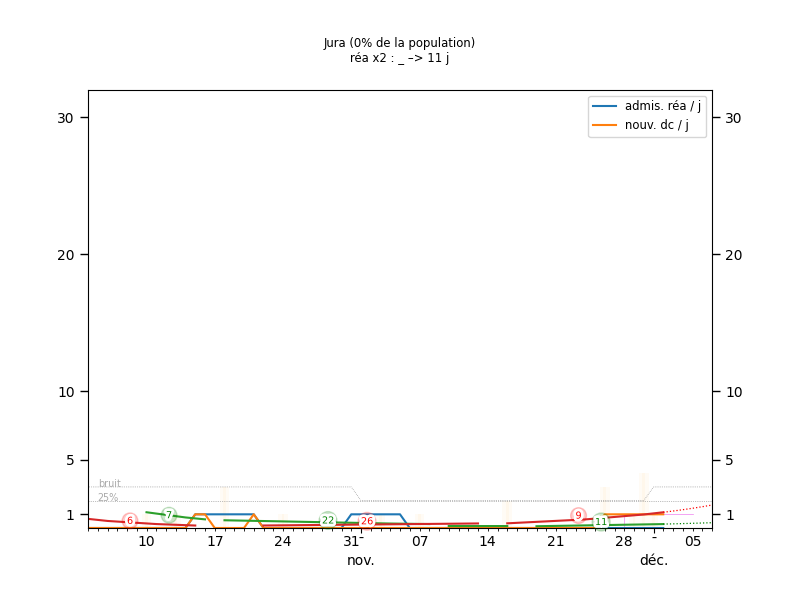 Jura (0% de la population)
réa x2 : _ –> 11 j
admis. réa / j
nouv. dc / j
30 30
20 20
10 10
5 5
bruit
25%
1 1
6 7 22 26 9 11
10 17 24 31 07 14 21 28 - 05
nov. déc.